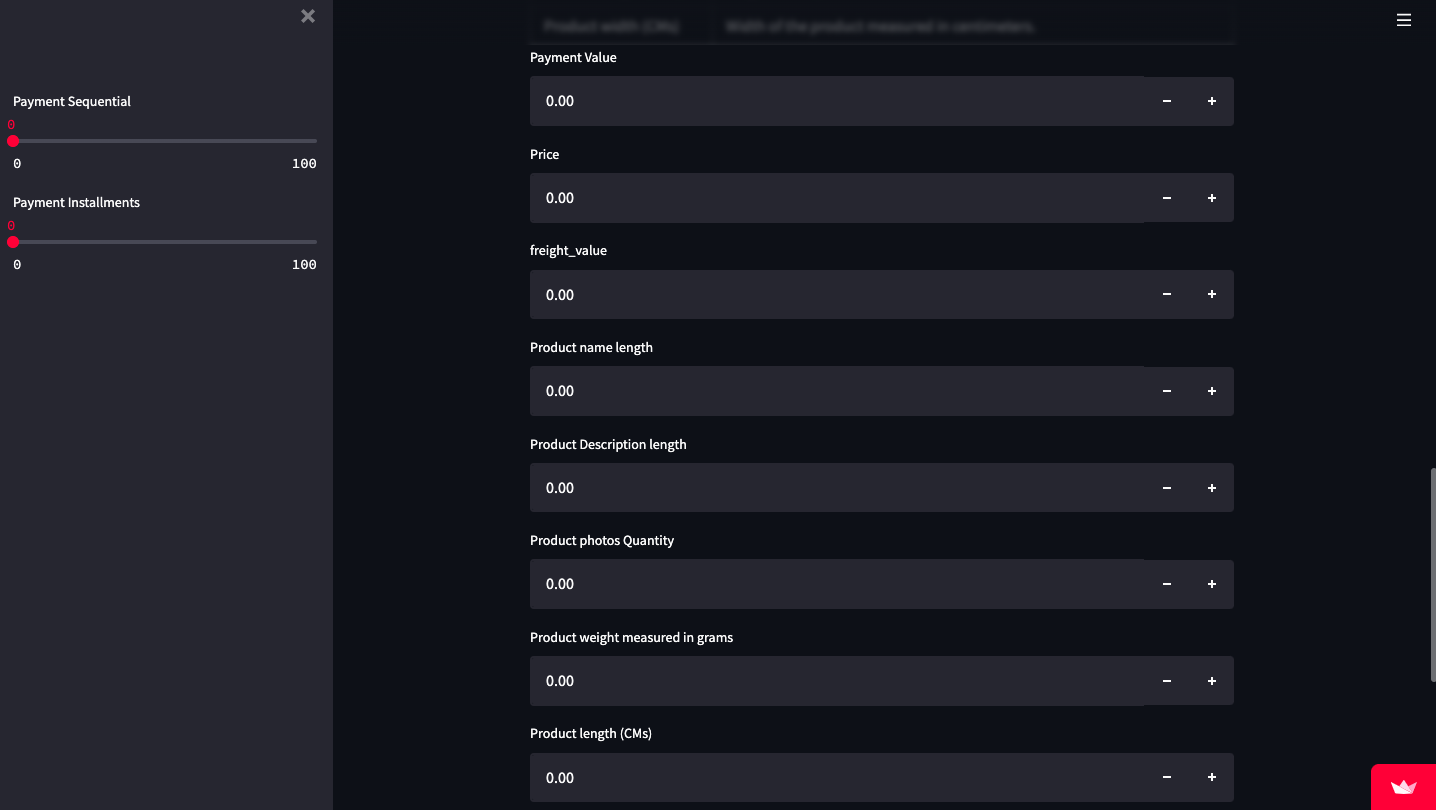 Payment Sequential
0
0 100
Payment Installments
0
0 100
Product width (CMs) Width of the product measured in centimeters.
Payment Value
0.00
Price
0.00
freight_value
0.00
Product name length
0.00
Product Description length
0.00
Product photos Quantity
0.00
Product weight measured in grams
0.00
Product length (CMs)
0.00